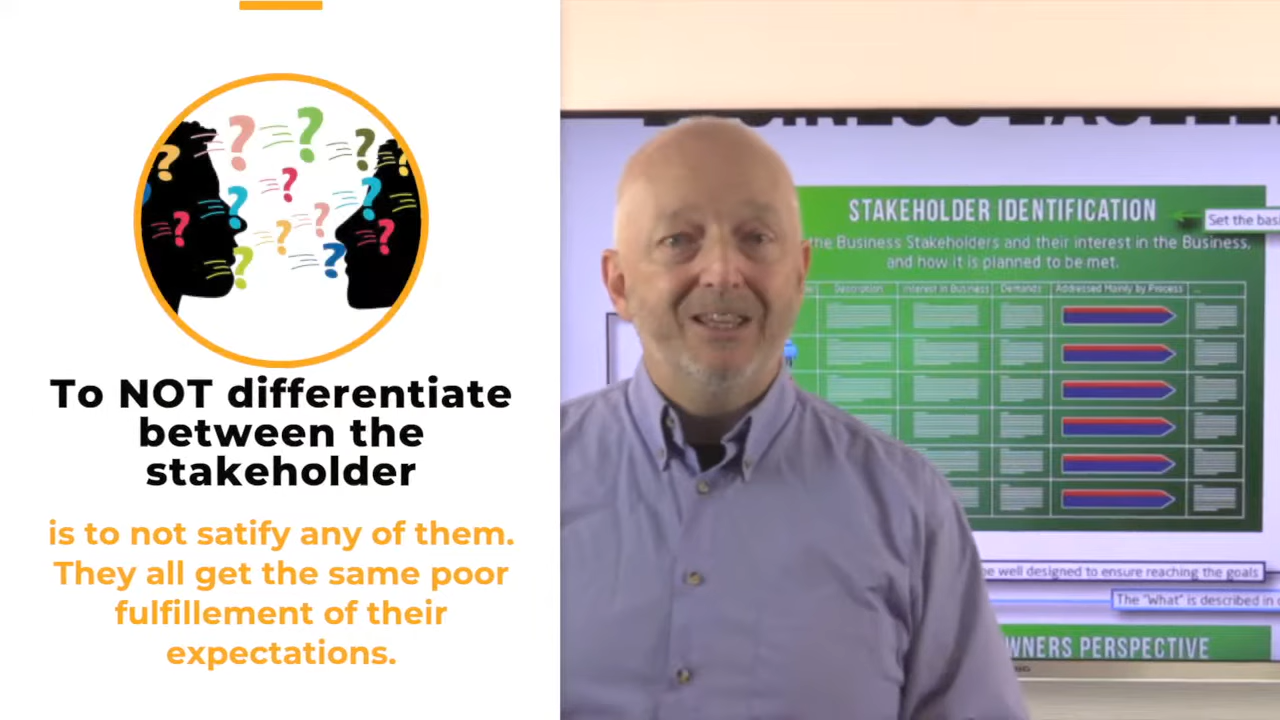 To NOT differentiate
between the
stakeholder
is to not satify any of them.
They all get the same poor
fulfillement of their
expectations.
STAKEHOLDER IDENTIFICATION
Set the basi
the Business Stakeholders and their interest in the Business,
and how it is planned to be met.
Description Interest in Business Demands Addressed Mainly by Process
be well designed to ensure reaching the goals
The "What" is described in
WNERS PERSPECTIVE